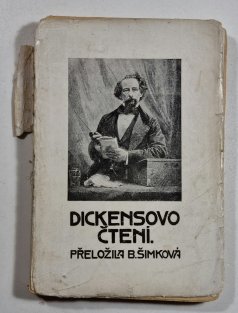 DICKENSOVO
ČTENÍ.
PŘELOŽILA B.ŠIMKOVÁ